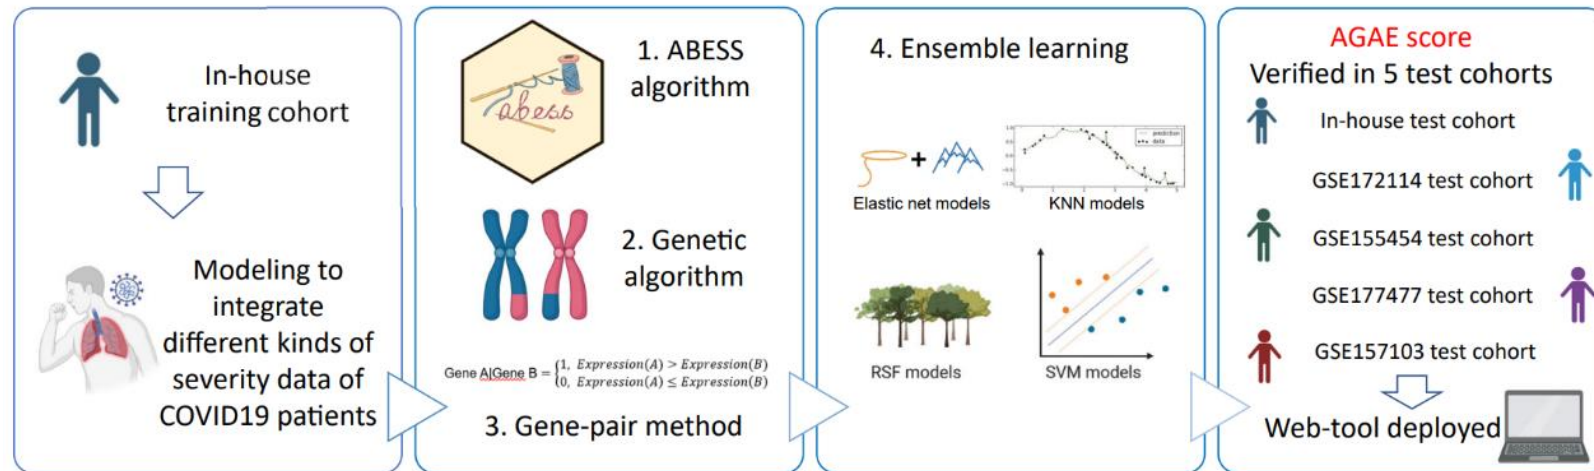 In-house
training cohort
Modeling to
integrate
different kinds of
severity data of
COVID19 patients
abess
1. ABESS
algorithm
2. Genetic
algorithm
Gene A|Gene B = {1, Expression(A) > Expression(B)
{0, Expression(A) ≤ Expression(B)
3. Gene-pair method
4. Ensemble learning
prediction
data
Elastic net models
KNN models
RSF models
SVM models
AGAE score
Verified in 5 test cohorts
In-house test cohort
GSE172114 test cohort
GSE155454 test cohort
GSE177477 test cohort
GSE157103 test cohort
Web-tool deployed